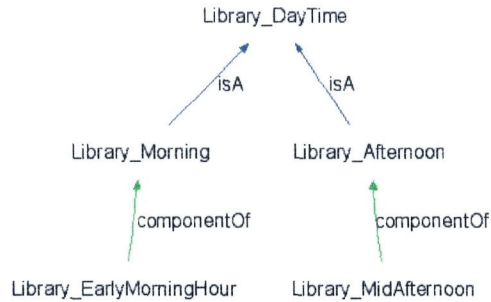 Library_DayTime
isA
isA
Library_Morning
Library_Afternoon
componentOf
componentOf
Library_EarlyMorningHour
Library_MidAfternoon